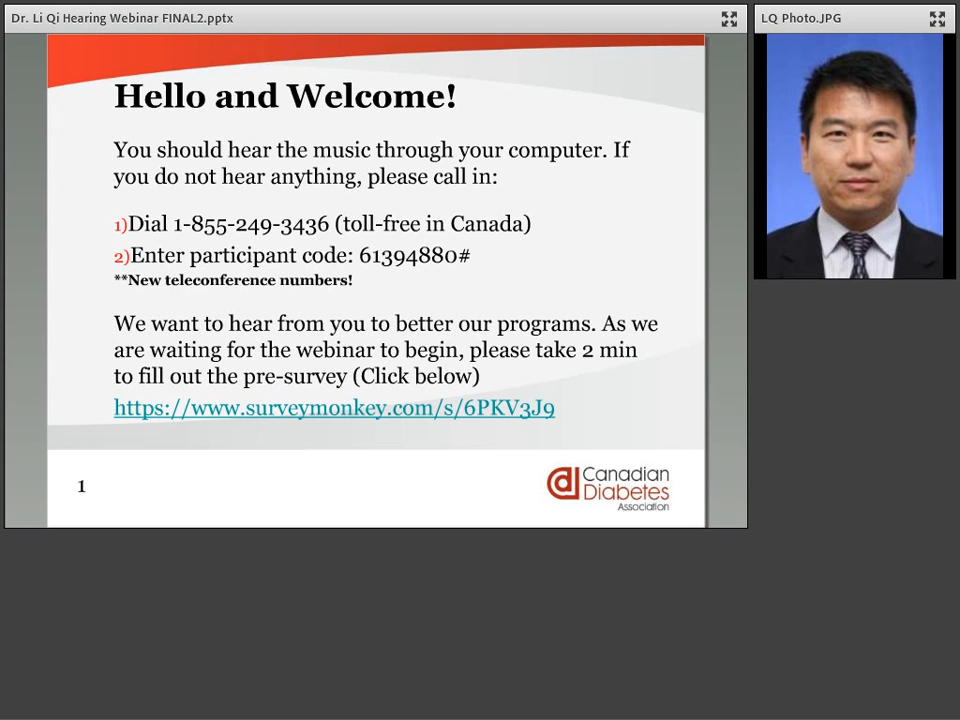 Dr. Li Qi Hearing Webinar FINAL2.pptx
LQ Photo.JPG
Hello and Welcome!
You should hear the music through your computer. If
you do not hear anything, please call in:
1)Dial 1-855-249-3436 (toll-free in Canada)
2)Enter participant code: 61394880#
**New teleconference numbers!
We want to hear from you to better our programs. As we
are waiting for the webinar to begin, please take 2 min
to fill out the pre-survey (Click below)
https://www.surveymonkey.com/s/6PKV3J9
1
Canadian
Diabetes
Association